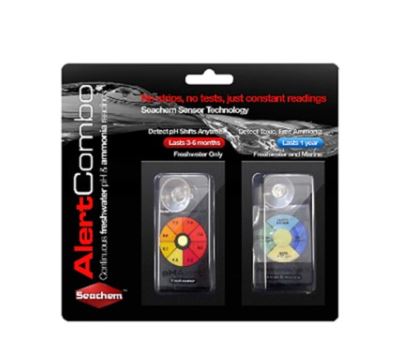 No strips, no tests, just constant readings
Seachem Sensor Technology
Detect pH Shifts Anytime
Lasts 3-6 months
Freshwater Only
Detect Toxic, Free Ammonia
Lasts 1 year
Freshwater and Marine
AlertCombo
Continuous freshwater pH & ammonia readings
Seachem